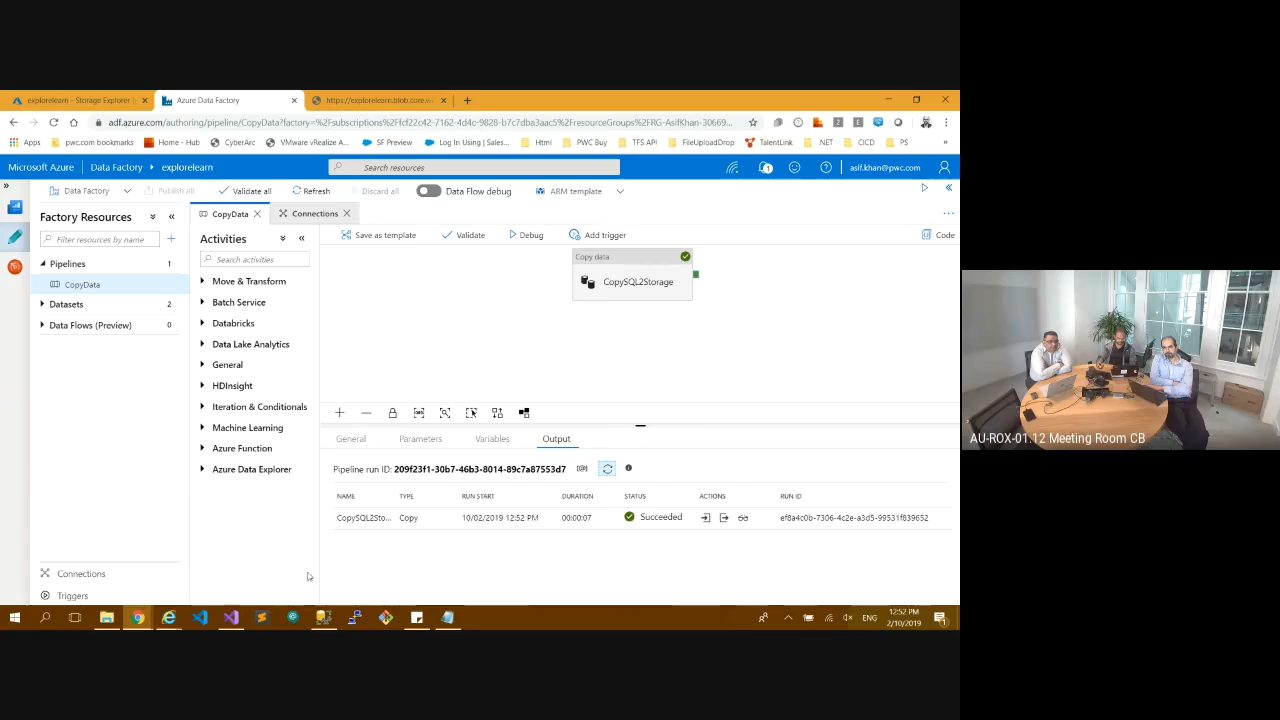 explorelearn – Storage Explorer (
Azure Data Factory
https://explorelearn.blob.core.w
adf.azure.com/authoring/pipeline/CopyData?factory=%2Fsubscriptions%2Ffcf22c42-7162-4d4c-9828-b7c7dba3aac5%2FresourceGroups%2FRG-AsifKhan-30669...
Apps
pwc.com bookmarks
Home - Hub
CyberArc
VMware vRealize A...
SF Preview
Log In Using | Sales...
Html
PWC Buy
TFS API
FileUploadDrop
TalentLink
NET
CICD
PS
Microsoft Azure
Data Factory
explorelearn
Search resources
1
asif.khan@pwc.com
Data Factory
Publish all
Validate all
Refresh
Discard all
Data Flow debug
ARM template
Factory Resources
Filter resources by name
Pipelines 1
CopyData
Datasets 2
Data Flows (Preview) 0
Connections
Triggers
CopyData
Connections
Activities
Search activities
Move & Transform
Batch Service
Databricks
Data Lake Analytics
General
HDInsight
Iteration & Conditionals
Machine Learning
Azure Function
Azure Data Explorer
Save as template
Validate
Debug
Add trigger
Code
Copy data
CopySQL2Storage
General
Parameters
Variables
Output
Pipeline run ID: 209f23f1-30b7-46b3-8014-89c7a87553d7
NAME TYPE RUN START DURATION STATUS ACTIONS RUN ID
CopySQL2Sto... Copy 10/02/2019 12:52 PM 00:00:07 Succeeded ef8a4c0b-7306-4c2e-a3d5-99531f839652
ENG
12:52 PM
2/10/2019
AU-ROX-01.12 Meeting Room CB